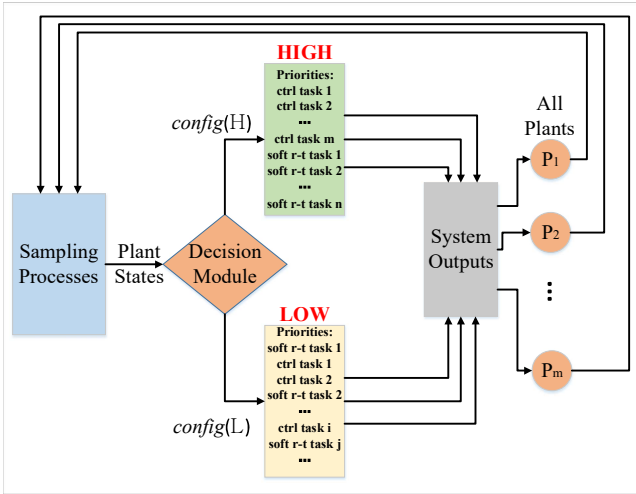 HIGH
Priorities:
ctrl task 1
ctrl task 2
...
ctrl task m
soft r-t task 1
soft r-t task 2
...
soft r-t task n
config(H)
All
Plants
P1
P2
...
Pm
Sampling
Processes
Plant
States
Decision
Module
System
Outputs
LOW
Priorities:
soft r-t task 1
ctrl task 1
ctrl task 2
soft r-t task 2
...
ctrl task i
soft r-t task j
...
config(L)